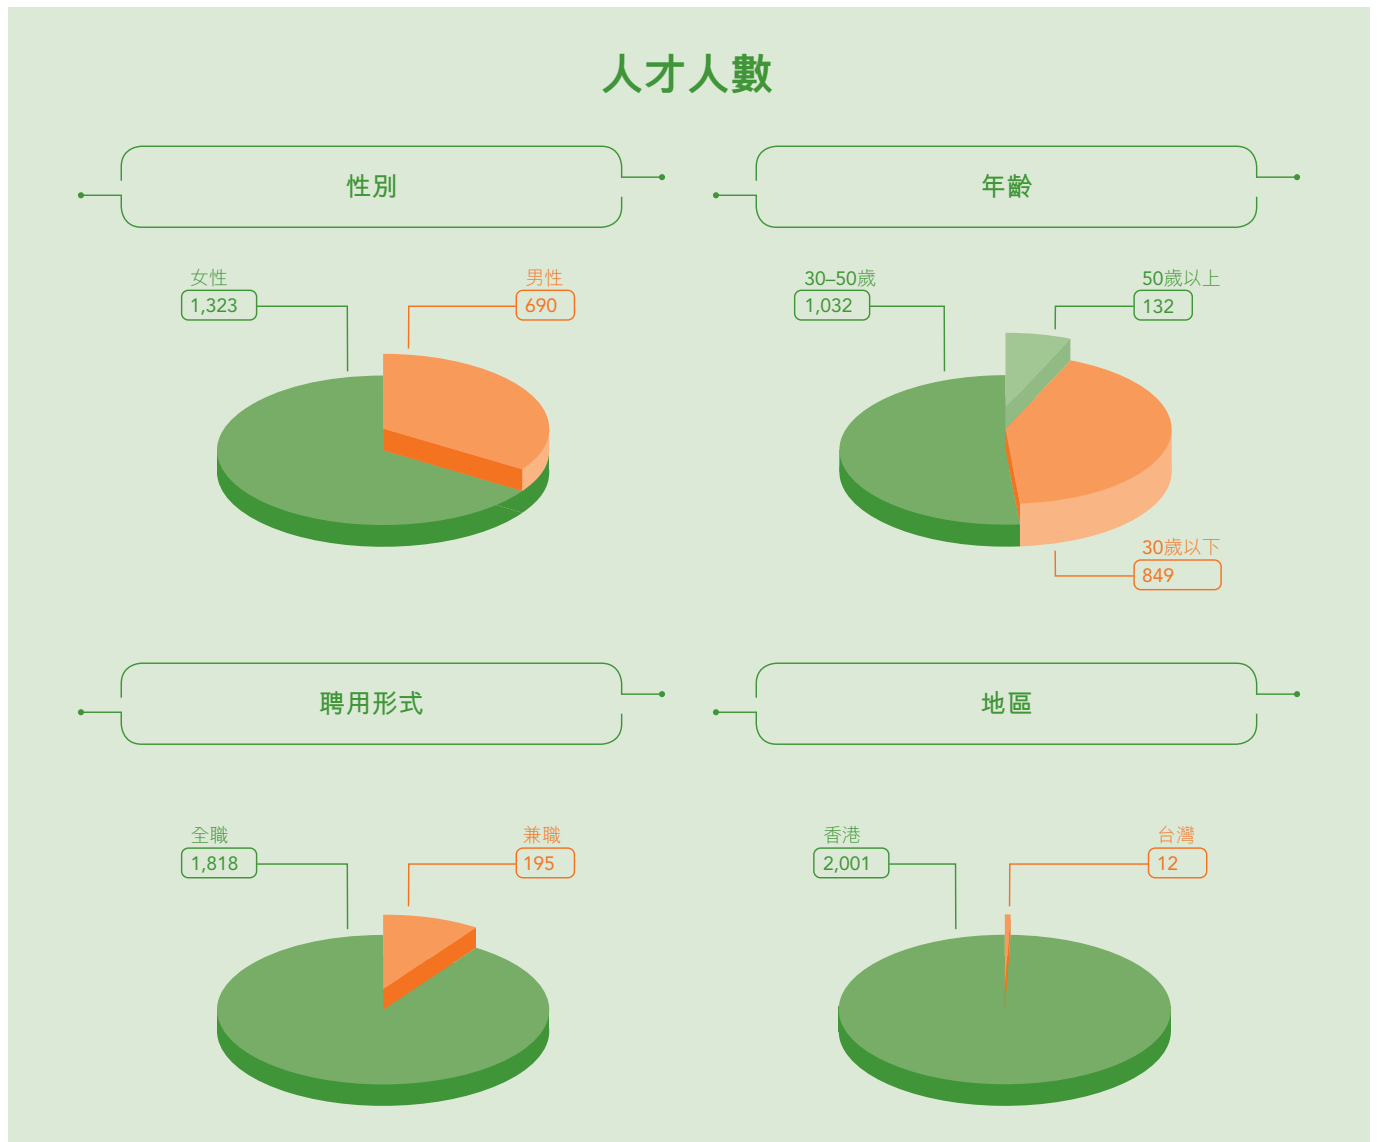 人才人數
性別
女性
1,323
男性
690
年齡
30–50歲
1,032
50歲以上
132
30歲以下
849
聘用形式
全職
1,818
兼職
195
地區
香港
2,001
台灣
12